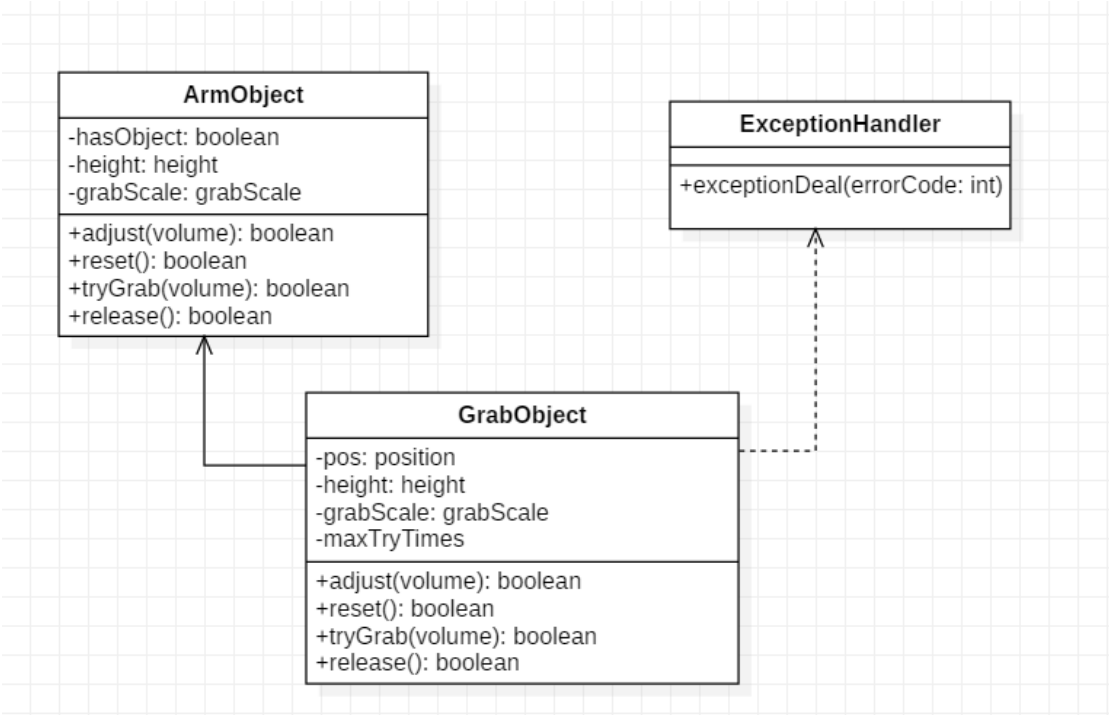 ArmObject
-hasObject: boolean
-height: height
-grabScale: grabScale
+adjust(volume): boolean
+reset(): boolean
+tryGrab(volume): boolean
+release(): boolean
ExceptionHandler
+exceptionDeal(errorCode: int)
GrabObject
-pos: position
-height: height
-grabScale: grabScale
-maxTryTimes
+adjust(volume): boolean
+reset(): boolean
+tryGrab(volume): boolean
+release(): boolean